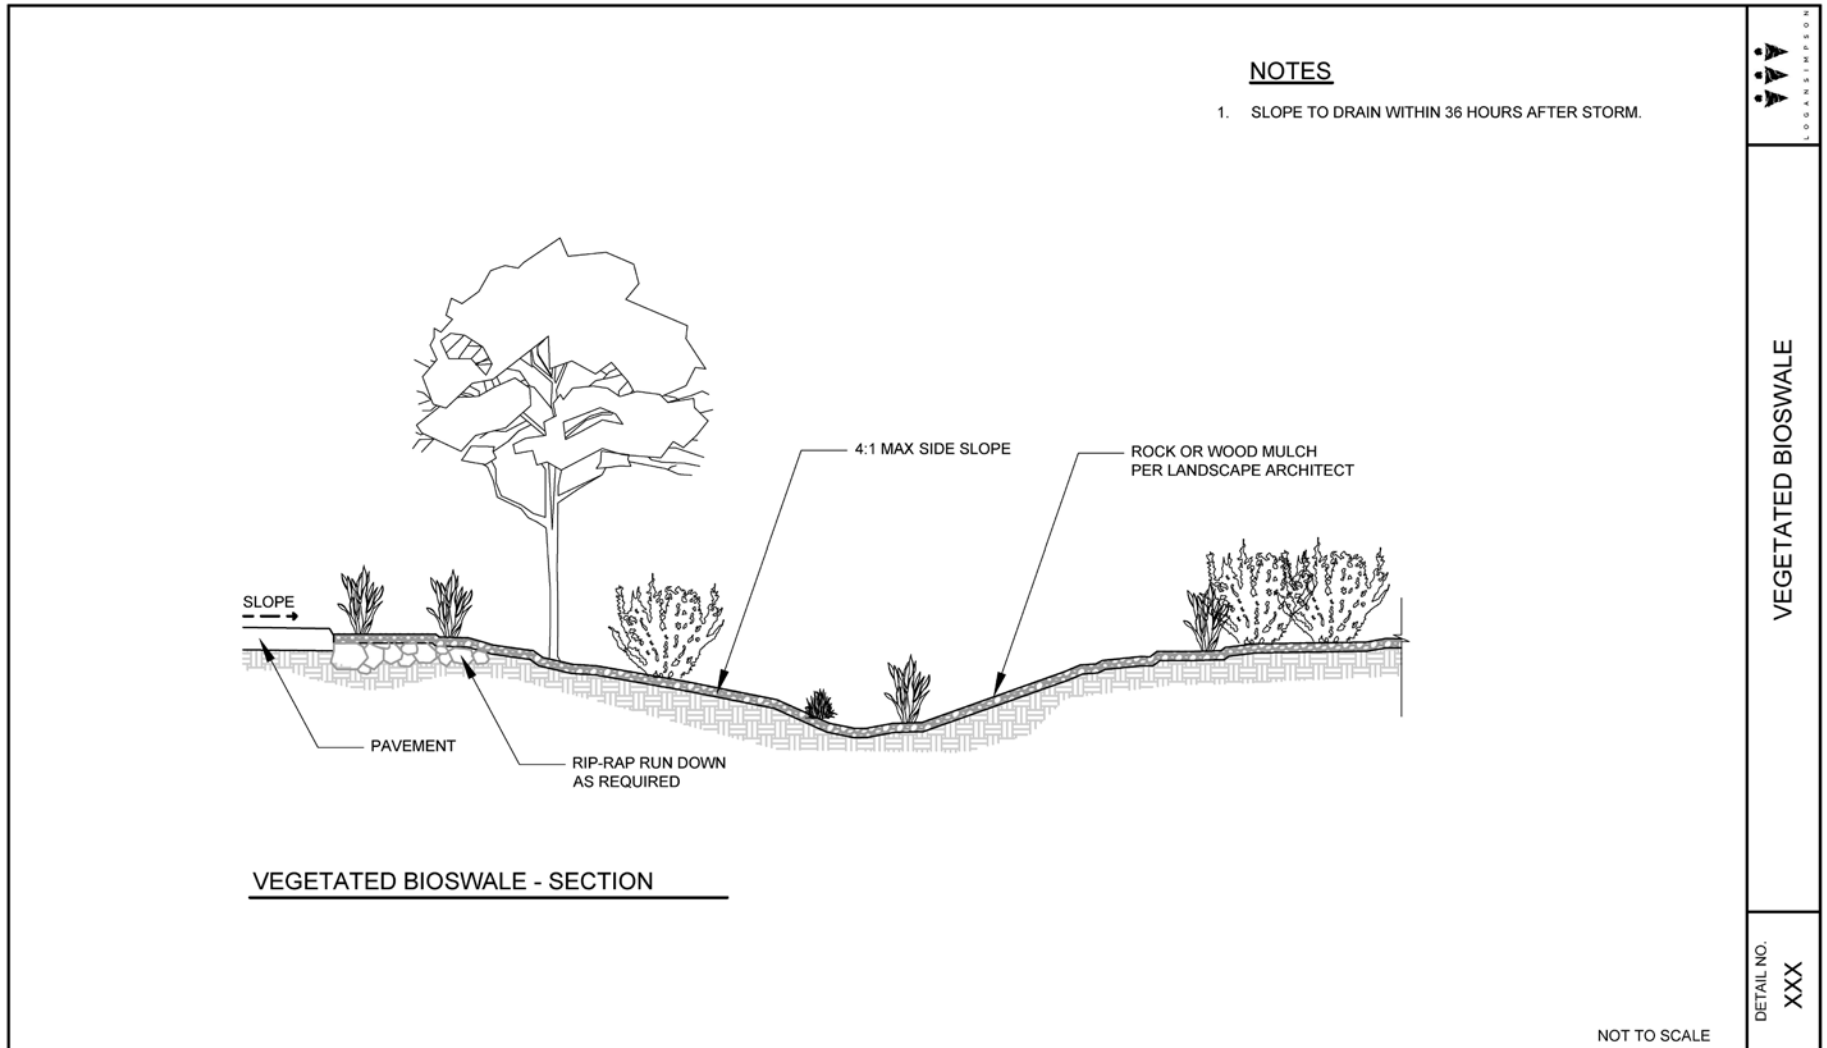 NOTES
1. SLOPE TO DRAIN WITHIN 36 HOURS AFTER STORM.
4:1 MAX SIDE SLOPE
ROCK OR WOOD MULCH
PER LANDSCAPE ARCHITECT
SLOPE
PAVEMENT
RIP-RAP RUN DOWN
AS REQUIRED
VEGETATED BIOSWALE - SECTION
NOT TO SCALE
LOGANSIMPSON
VEGETATED BIOSWALE
DETAIL NO.
XXX